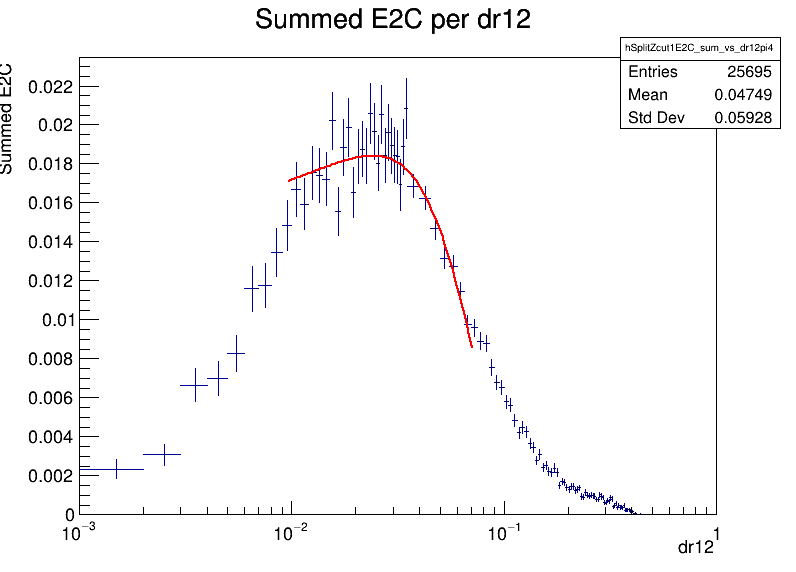 Summed E2C per dr12
hSplitZcut1E2C_sum_vs_dr12pi4
Entries 25695
Mean 0.04749
Std Dev 0.05928
Summed E2C
0.022
0.02
0.018
0.016
0.014
0.012
0.01
0.008
0.006
0.004
0.002
0
10⁻³ 10⁻² 10⁻¹ 1
dr12